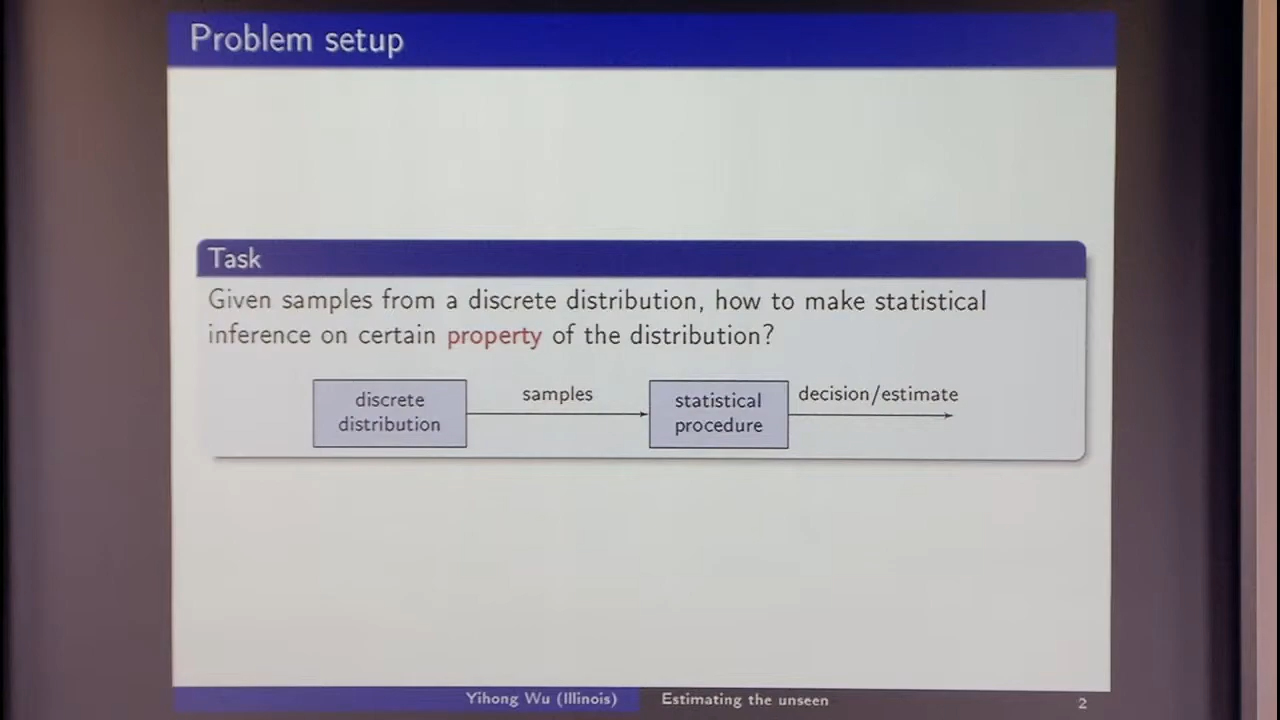 Problem setup
Task
Given samples from a discrete distribution, how to make statistical
inference on certain property of the distribution?
discrete
distribution
samples
statistical
procedure
decision/estimate
Yihong Wu (Illinois)
Estimating the unseen
2